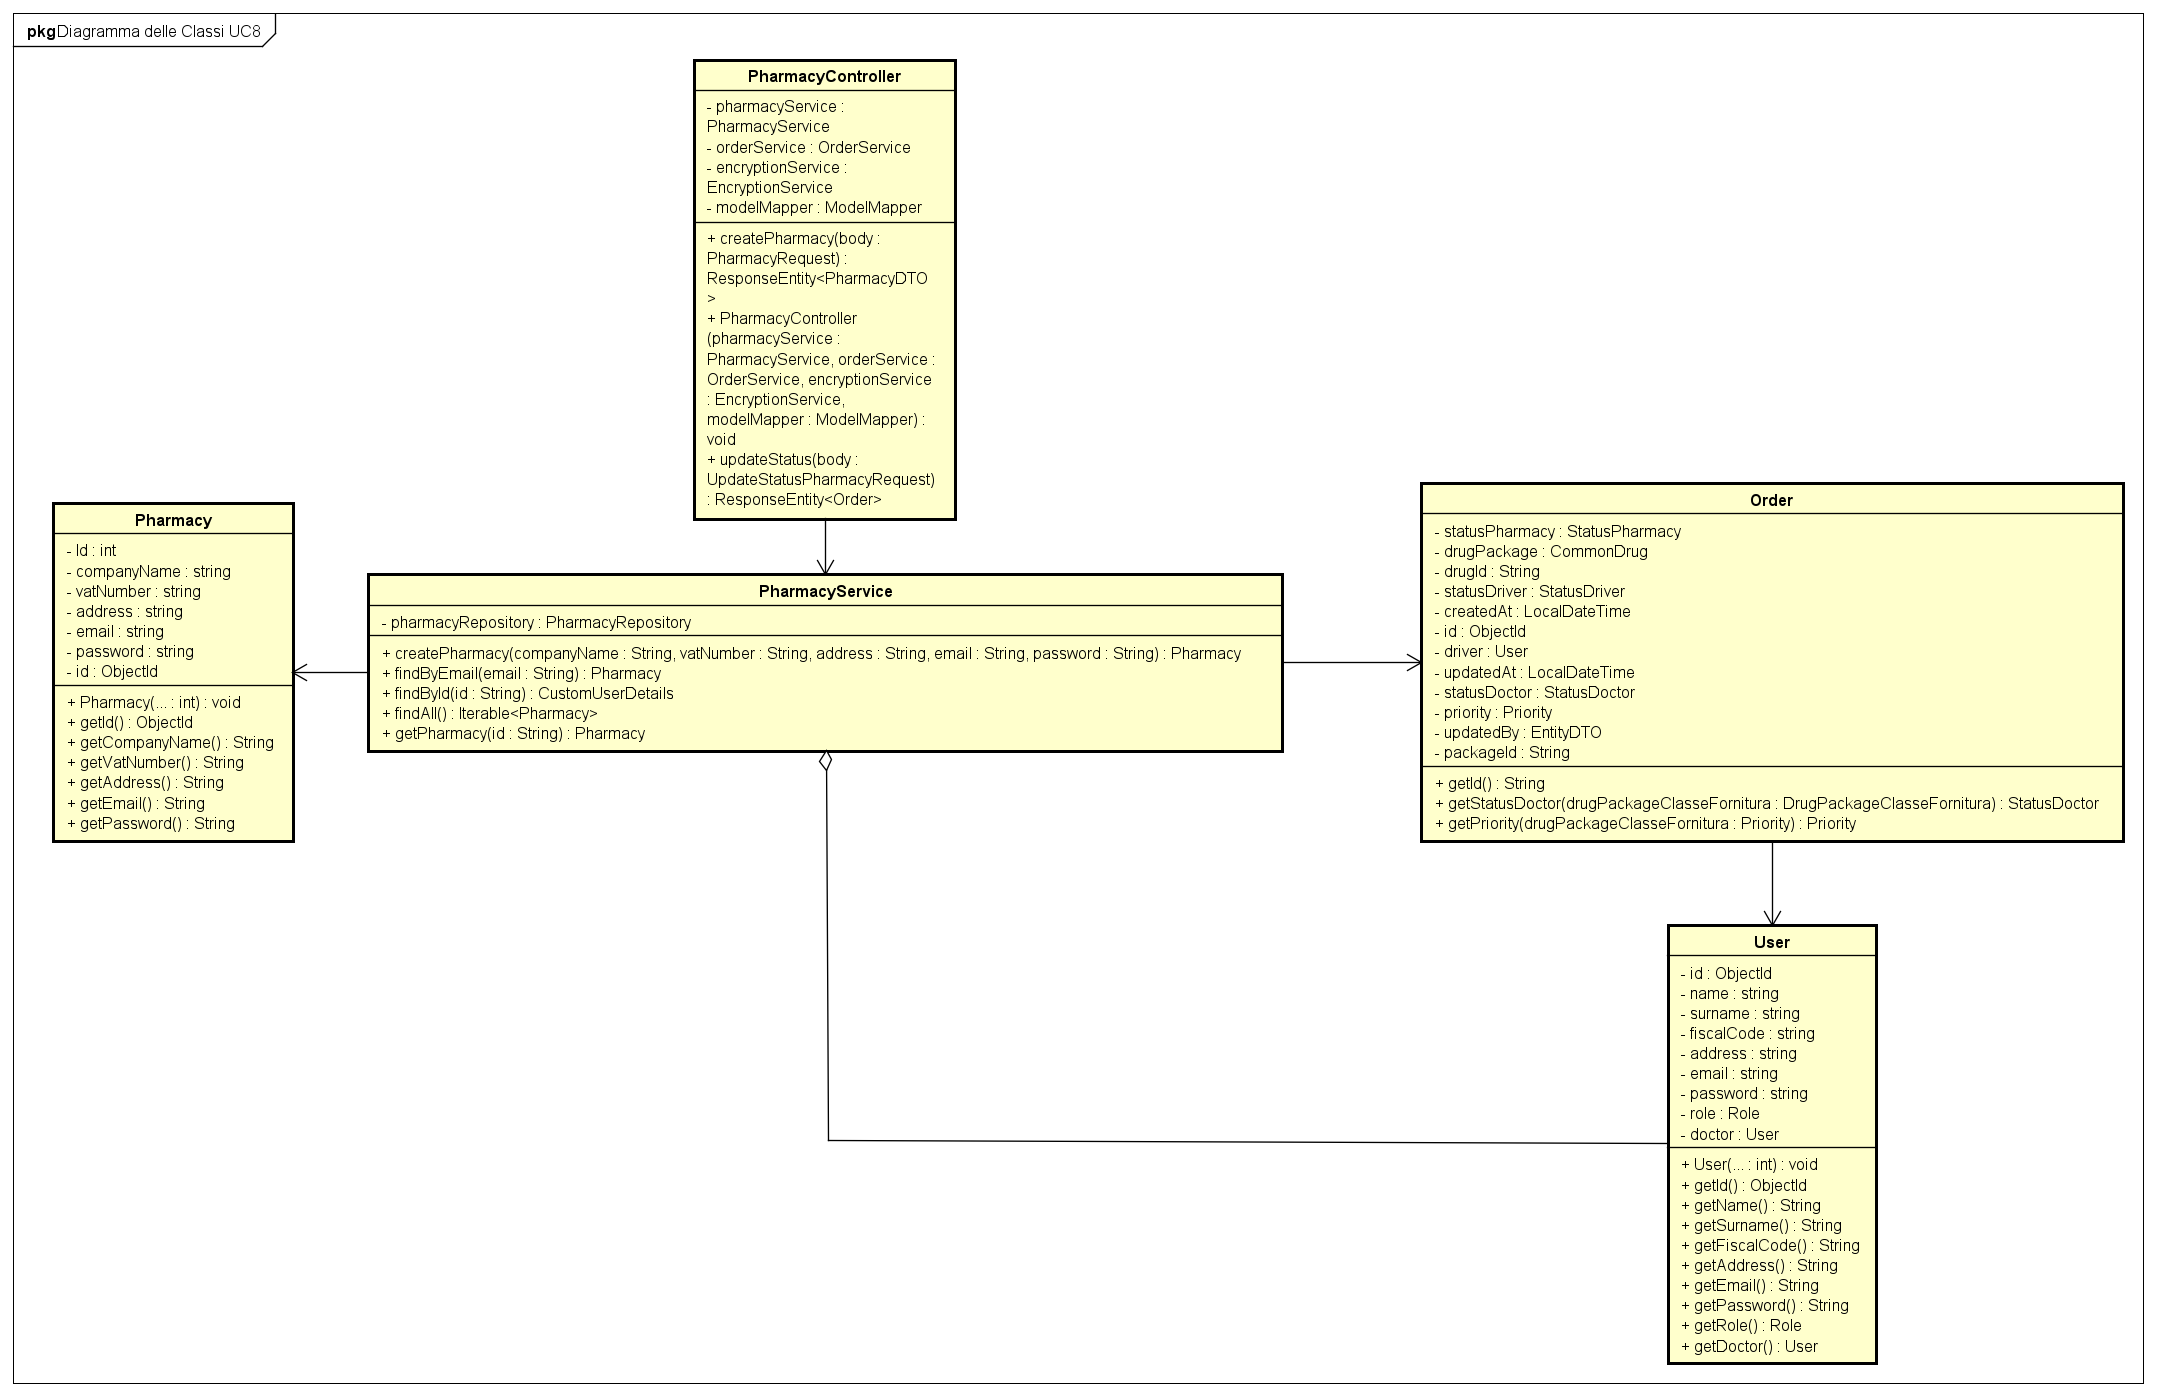 pkg Diagramma delle Classi UC8
PharmacyController
- pharmacyService :
PharmacyService
- orderService : OrderService
- encryptionService :
EncryptionService
- modelMapper : ModelMapper
+ createPharmacy(body :
PharmacyRequest) :
ResponseEntity<PharmacyDTO
>
+ PharmacyController
(pharmacyService :
PharmacyService, orderService :
OrderService, encryptionService
: EncryptionService,
modelMapper : ModelMapper) :
void
+ updateStatus(body :
UpdateStatusPharmacyRequest)
: ResponseEntity<Order>
Pharmacy
- Id : int
- companyName : string
- vatNumber : string
- address : string
- email : string
- password : string
- id : ObjectId
+ Pharmacy(... : int) : void
+ getId() : ObjectId
+ getCompanyName() : String
+ getVatNumber() : String
+ getAddress() : String
+ getEmail() : String
+ getPassword() : String
PharmacyService
- pharmacyRepository : PharmacyRepository
+ createPharmacy(companyName : String, vatNumber : String, address : String, email : String, password : String) : Pharmacy
+ findByEmail(email : String) : Pharmacy
+ findById(id : String) : CustomUserDetails
+ findAll() : Iterable<Pharmacy>
+ getPharmacy(id : String) : Pharmacy
Order
- statusPharmacy : StatusPharmacy
- drugPackage : CommonDrug
- drugId : String
- statusDriver : StatusDriver
- createdAt : LocalDateTime
- id : ObjectId
- driver : User
- updatedAt : LocalDateTime
- statusDoctor : StatusDoctor
- priority : Priority
- updatedBy : EntityDTO
- packageId : String
+ getId() : String
+ getStatusDoctor(drugPackageClasseFornitura : DrugPackageClasseFornitura) : StatusDoctor
+ getPriority(drugPackageClasseFornitura : Priority) : Priority
User
- id : ObjectId
- name : string
- surname : string
- fiscalCode : string
- address : string
- email : string
- password : string
- role : Role
- doctor : User
+ User(... : int) : void
+ getId() : ObjectId
+ getName() : String
+ getSurname() : String
+ getFiscalCode() : String
+ getAddress() : String
+ getEmail() : String
+ getPassword() : String
+ getRole() : Role
+ getDoctor() : User